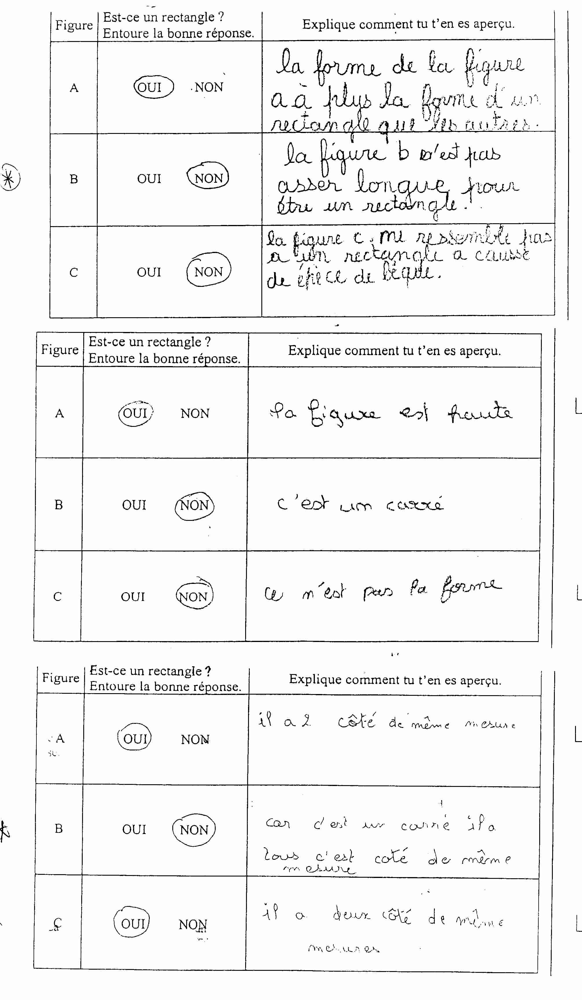 Figure
Est-ce un rectangle ?
Entoure la bonne réponse.
Explique comment tu t'en es aperçu.
A
OUI NON
la forme de la figure
a à plus la forme d'un
rectangle que les autres.
B
OUI NON
la figure b n'est pas
asser longue pour
être un rectangle.
C
OUI NON
la figure c ne ressemble pas
a un rectangle a causse
de épèce de
Figure
Est-ce un rectangle ?
Entoure la bonne réponse.
Explique comment tu t'en es aperçu.
A
OUI NON
la figure est haute
B
OUI NON
c'est un carré
C
OUI NON
ce n'est pas la forme
Figure
Est-ce un rectangle ?
Entoure la bonne réponse.
Explique comment tu t'en es aperçu.
A
OUI NON
il a 2 côté de même mesure
B
OUI NON
car c'est un carré il a
tous c'est coté de même
mesure
C
OUI NON
il a deux côté de même
mesures